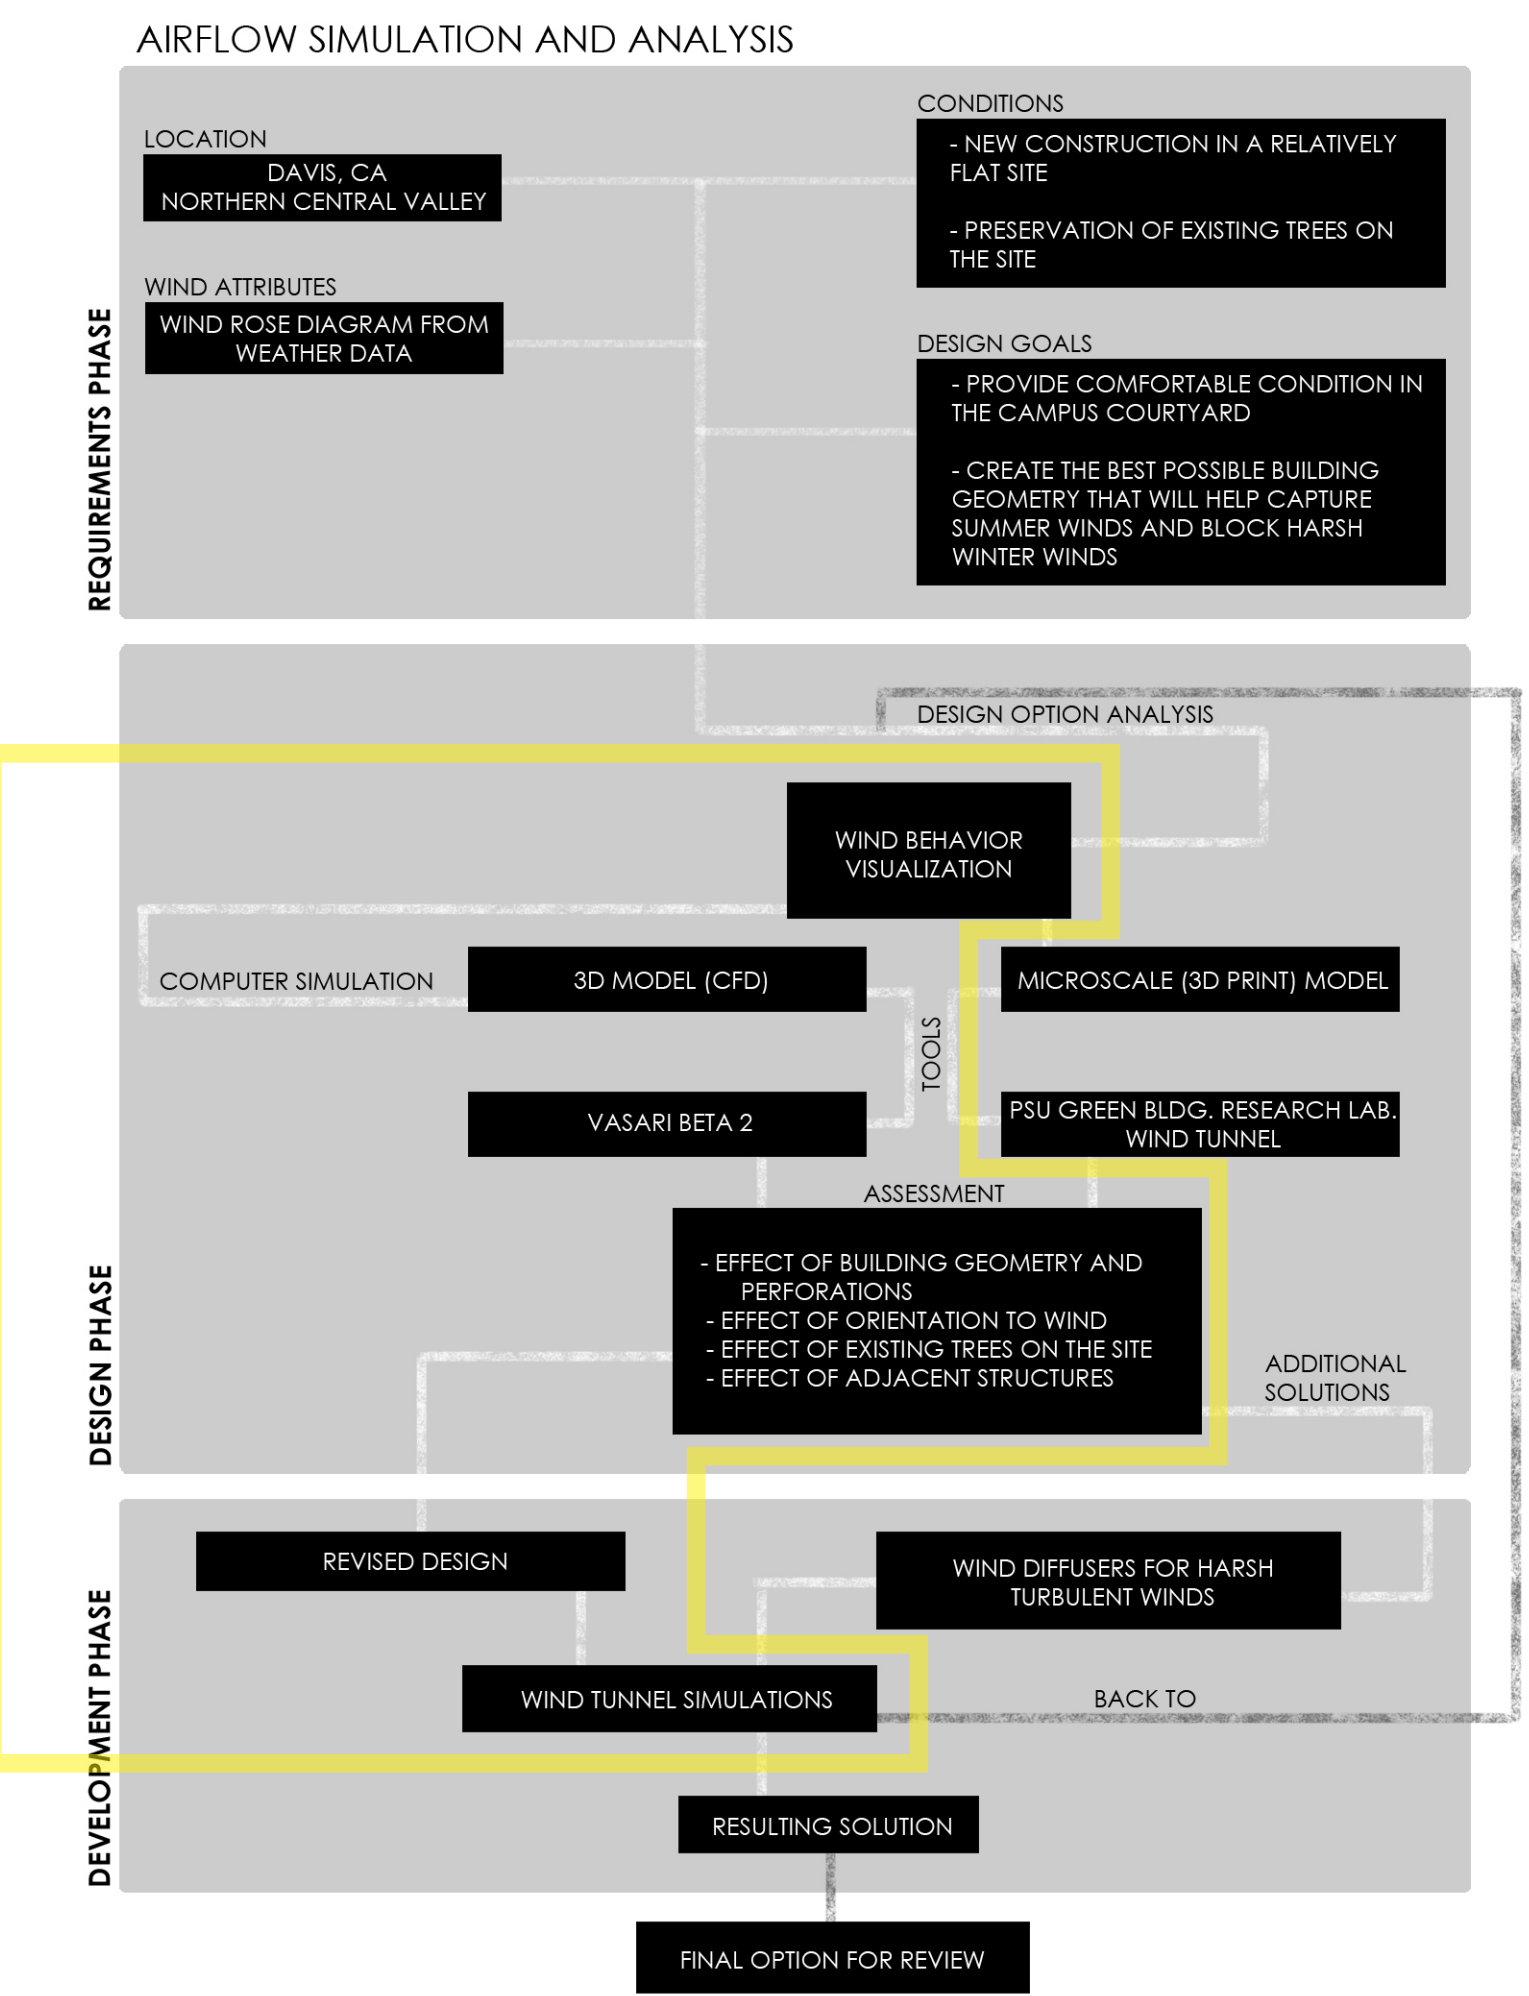 AIRFLOW SIMULATION AND ANALYSIS
REQUIREMENTS PHASE
LOCATION
DAVIS, CA
NORTHERN CENTRAL VALLEY
WIND ATTRIBUTES
WIND ROSE DIAGRAM FROM
WEATHER DATA
CONDITIONS
- NEW CONSTRUCTION IN A RELATIVELY
FLAT SITE
- PRESERVATION OF EXISTING TREES ON
THE SITE
DESIGN GOALS
- PROVIDE COMFORTABLE CONDITION IN
THE CAMPUS COURTYARD
- CREATE THE BEST POSSIBLE BUILDING
GEOMETRY THAT WILL HELP CAPTURE
SUMMER WINDS AND BLOCK HARSH
WINTER WINDS
DESIGN PHASE
DESIGN OPTION ANALYSIS
WIND BEHAVIOR
VISUALIZATION
COMPUTER SIMULATION
3D MODEL (CFD)
MICROSCALE (3D PRINT) MODEL
TOOLS
VASARI BETA 2
PSU GREEN BLDG. RESEARCH LAB.
WIND TUNNEL
ASSESSMENT
- EFFECT OF BUILDING GEOMETRY AND
PERFORATIONS
- EFFECT OF ORIENTATION TO WIND
- EFFECT OF EXISTING TREES ON THE SITE
- EFFECT OF ADJACENT STRUCTURES
ADDITIONAL
SOLUTIONS
DEVELOPMENT PHASE
REVISED DESIGN
WIND DIFFUSERS FOR HARSH
TURBULENT WINDS
WIND TUNNEL SIMULATIONS
BACK TO
RESULTING SOLUTION
FINAL OPTION FOR REVIEW